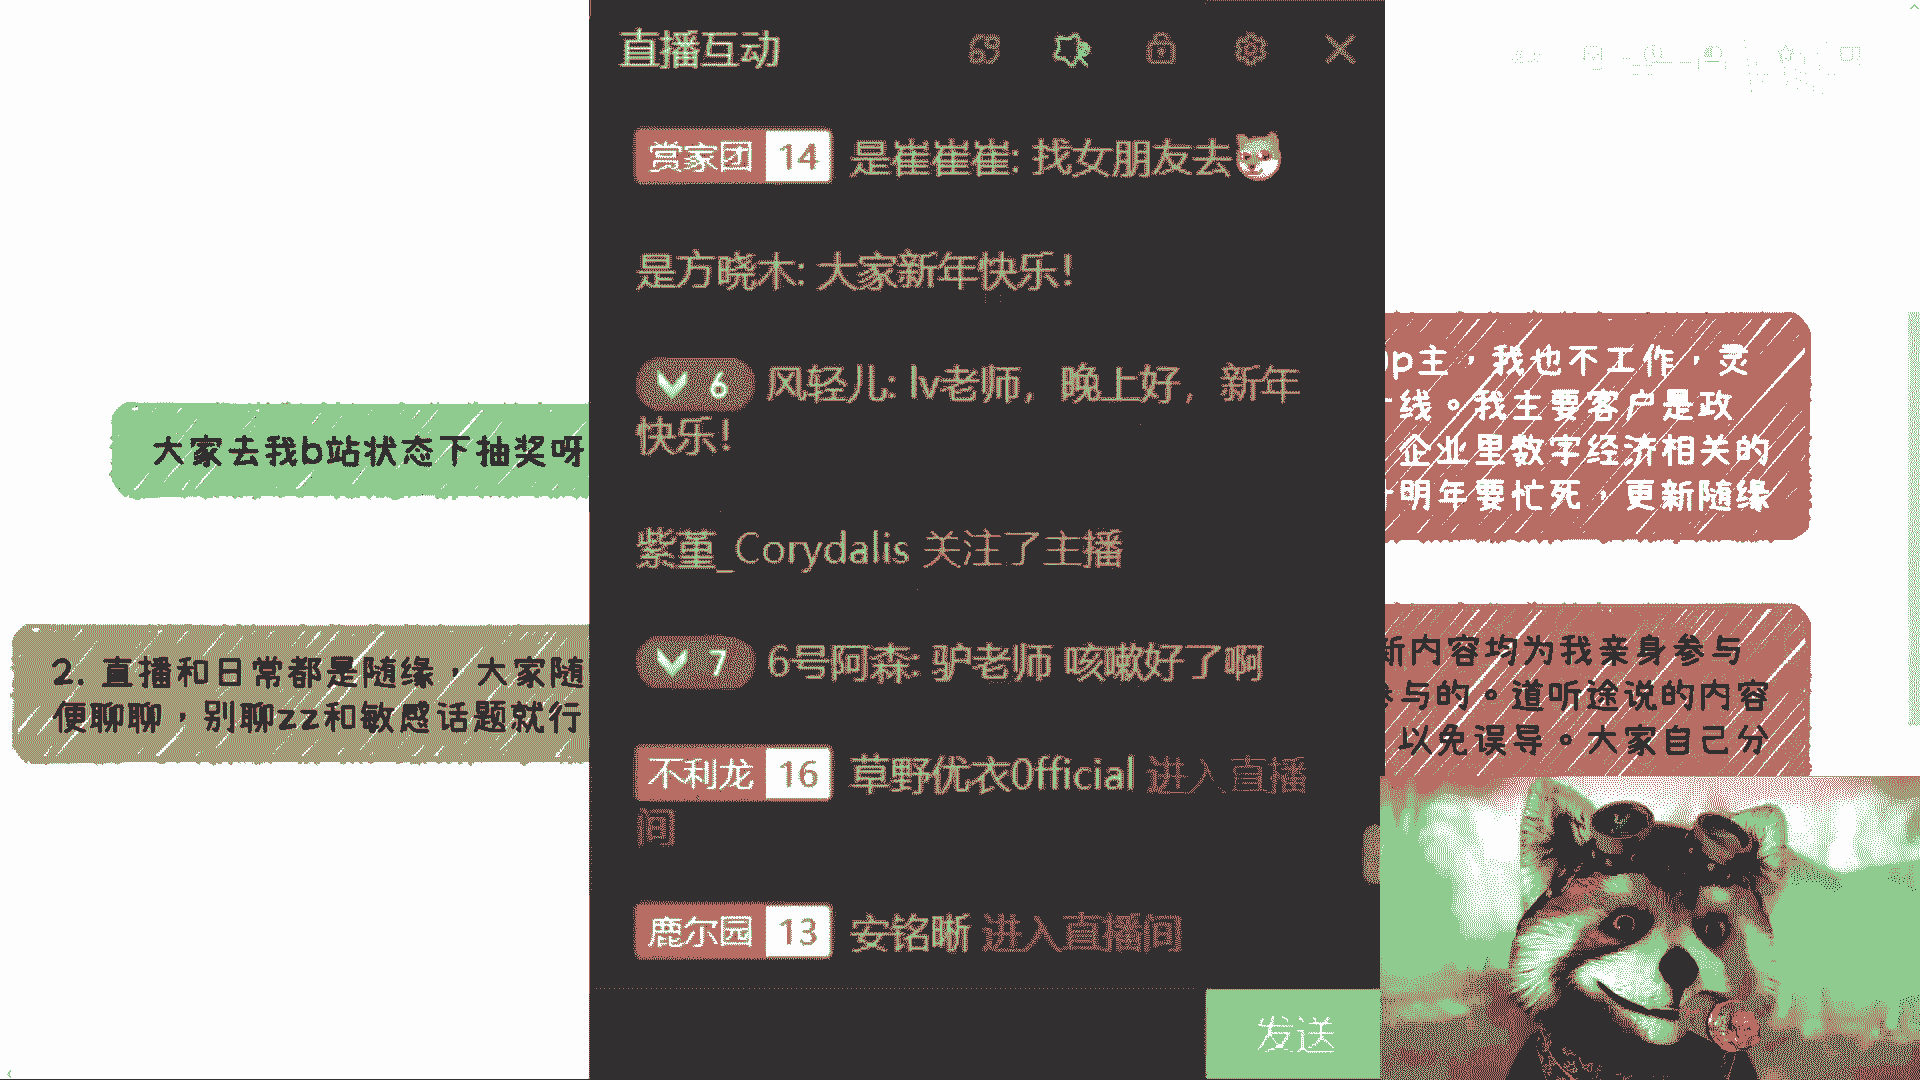 直播互动
赏家团 14 是崔崔崔: 找女朋友去
是方晓木: 大家新年快乐!
6 风轻儿: lv老师，晚上好，新年
快乐!
紫堇_Corydalis 关注了主播
7 6号阿森: 驴老师 咳嗽好了啊
不利龙 16 草野优衣0fficial 进入直播
间
鹿尔园 13 安铭晰 进入直播间
发送
大家去我b站状态下抽奖呀
2. 直播和日常都是随缘，大家随
便聊聊，别聊zz和敏感话题就行
p主，我也不工作，灵
线。我主要客户是政
企业里数字经济相关的
明年要忙死，更新随缘
新内容均为我亲身参与
参与的。道听途说的内容
以免误导。大家自己分